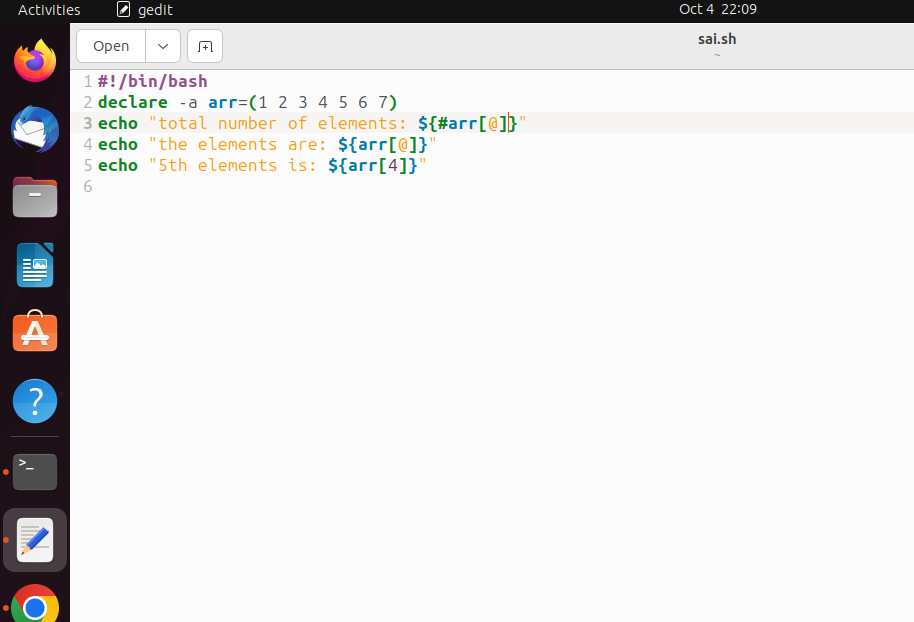 Activities gedit Oct 4 22:09
Open sai.sh
~
1 #!/bin/bash
2 declare -a arr=(1 2 3 4 5 6 7)
3 echo "total number of elements: ${#arr[@]}"
4 echo "the elements are: ${arr[@]}"
5 echo "5th elements is: ${arr[4]}"
6
A
?
>_